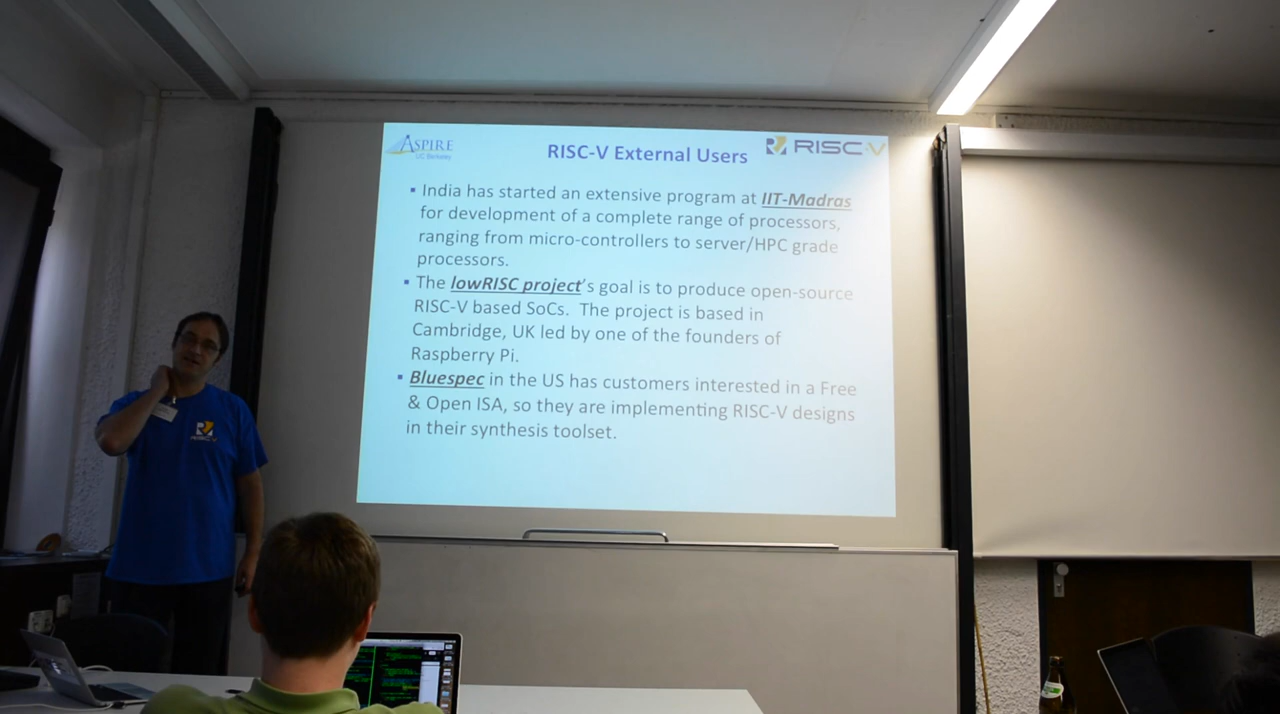 ASPIRE
UC Berkeley
RISC-V External Users
RISC-V
▪ India has started an extensive program at IIT-Madras
for development of a complete range of processors,
ranging from micro-controllers to server/HPC grade
processors.
▪ The lowRISC project's goal is to produce open-source
RISC-V based SoCs. The project is based in
Cambridge, UK led by one of the founders of
Raspberry Pi.
▪ Bluespec in the US has customers interested in a Free
& Open ISA, so they are implementing RISC-V designs
in their synthesis toolset.
RISC-V